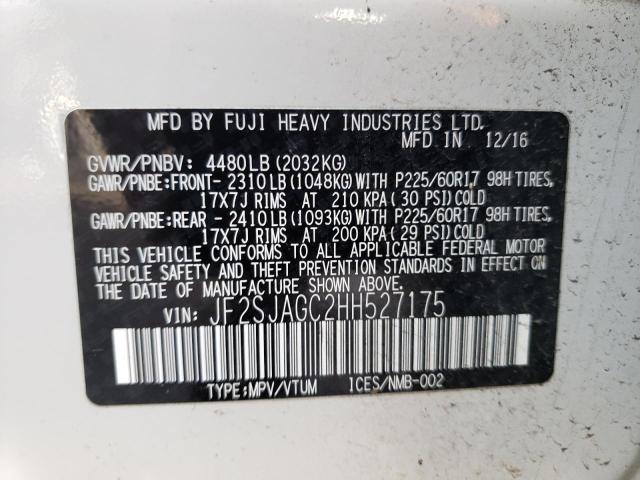 MFD BY FUJI HEAVY INDUSTRIES LTD.
MFD IN 12/16
GVWR/PNBV: 4480LB(2032KG)
GAWR/PNBE:FRONT- 2310LB(1048KG)WITH P225/60R17 98H TIRES,
17X7J RIMS AT 210 KPA(30 PSI)COLD
GAWR/PNBE:REAR - 2410LB(1093KG)WITH P225/60R17 98H TIRES,
17X7J RIMS AT 200 KPA(29 PSI)COLD
THIS VEHICLE CONFORMS TO ALL APPLICABLE FEDERAL MOTOR
VEHICLE SAFETY AND THEFT PREVENTION STANDARDS IN EFFECT ON
THE DATE OF MANUFACTURE SHOWN ABOVE.
VIN: JF2SJAGC2HH527175
TYPE:MPV/VTUM ICES/NMB-002